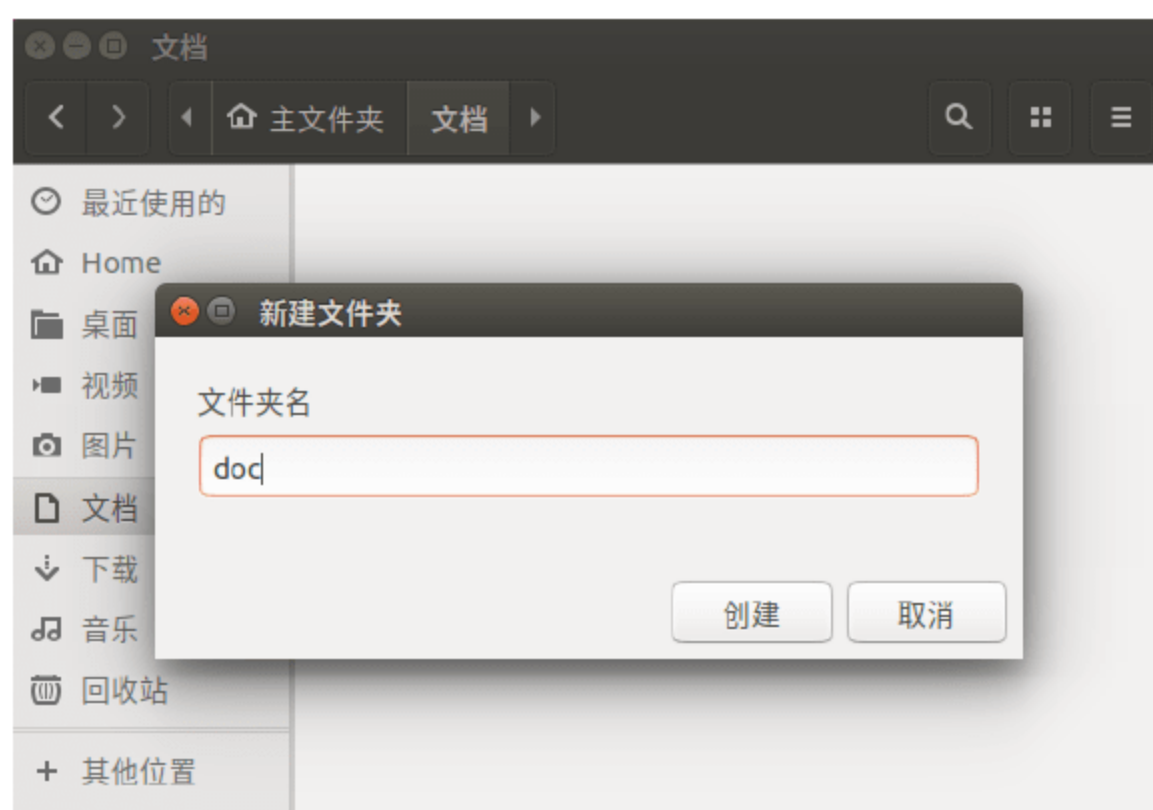 文档
主文件夹 文档
最近使用的
Home
桌面
视频
图片
文档
下载
音乐
回收站
其他位置
新建文件夹
文件夹名
doc
创建 取消